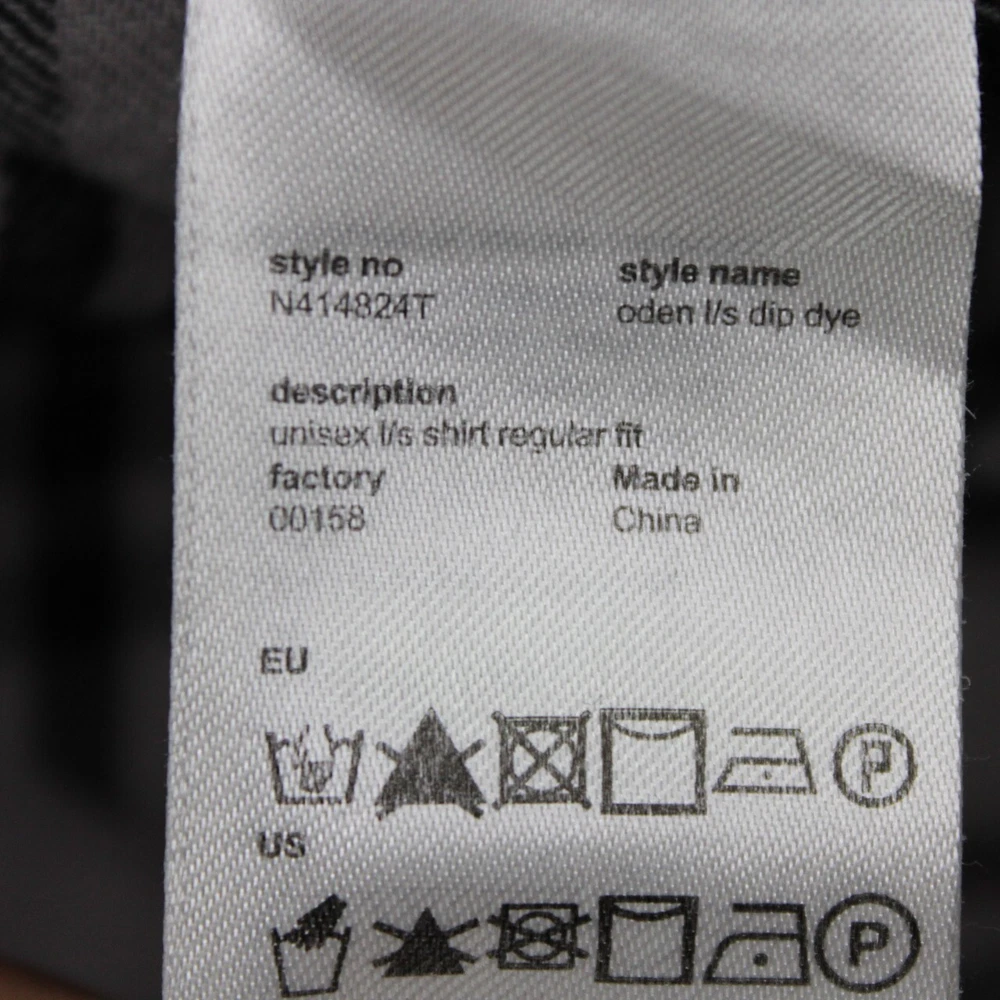 style no
N414824T
style name
oden l/s dip dye
description
unisex l/s shirt regular fit
factory
00158
Made in
China
EU
P
US
P